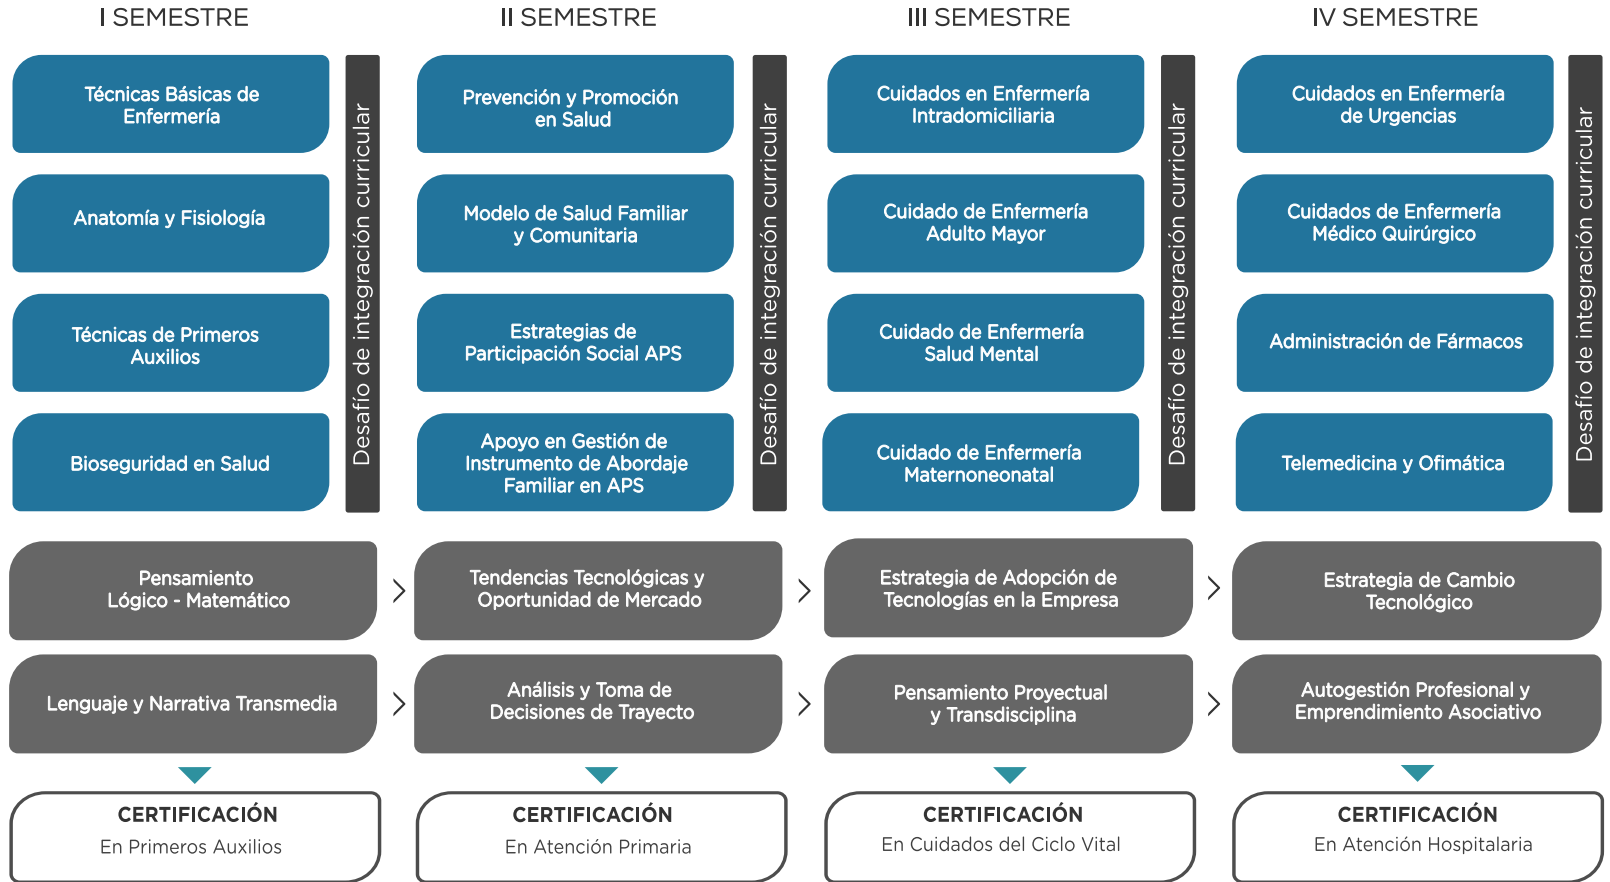 I SEMESTRE
Técnicas Básicas de
Enfermería
Anatomía y Fisiología
Técnicas de Primeros
Auxilios
Bioseguridad en Salud
Desafío de integración curricular
II SEMESTRE
Prevención y Promoción
en Salud
Modelo de Salud Familiar
y Comunitaria
Estrategias de
Participación Social APS
Apoyo en Gestión de
Instrumento de Abordaje
Familiar en APS
Desafío de integración curricular
III SEMESTRE
Cuidados en Enfermería
Intradomiciliaria
Cuidado de Enfermería
Adulto Mayor
Cuidado de Enfermería
Salud Mental
Cuidado de Enfermería
Maternoneonatal
Desafío de integración curricular
IV SEMESTRE
Cuidados en Enfermería
de Urgencias
Cuidados de Enfermería
Médico Quirúrgico
Administración de Fármacos
Telemedicina y Ofimática
Desafío de integración curricular
Pensamiento
Lógico - Matemático
Tendencias Tecnológicas y
Oportunidad de Mercado
Estrategia de Adopción de
Tecnologías en la Empresa
Estrategia de Cambio
Tecnológico
Lenguaje y Narrativa Transmedia
Análisis y Toma de
Decisiones de Trayecto
Pensamiento Proyectual
y Transdisciplina
Autogestión Profesional y
Emprendimiento Asociativo
CERTIFICACIÓN
En Primeros Auxilios
CERTIFICACIÓN
En Atención Primaria
CERTIFICACIÓN
En Cuidados del Ciclo Vital
CERTIFICACIÓN
En Atención Hospitalaria